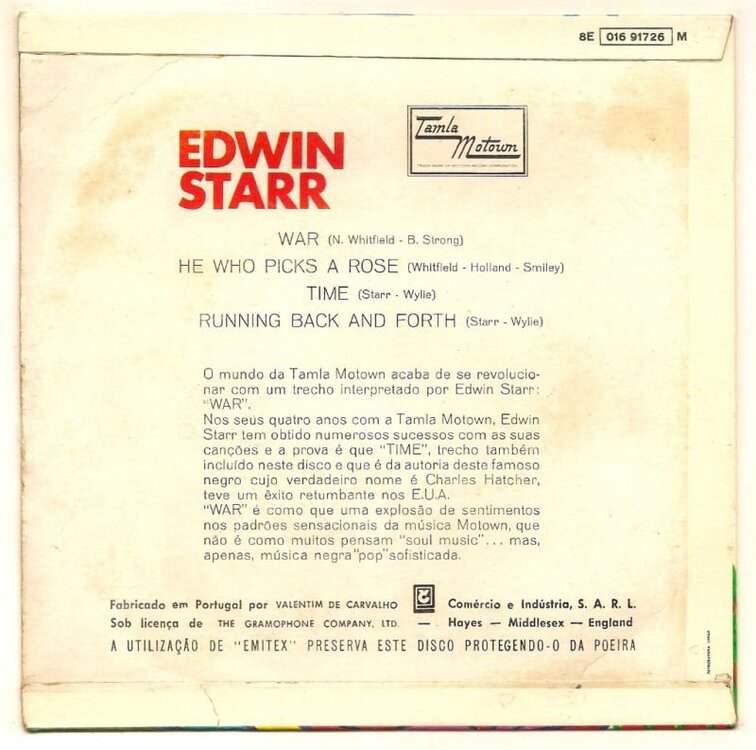 8E 016 91726 M
Tamla
Motown
EDWIN
STARR
WAR (N. Whitfield - B. Strong)
HE WHO PICKS A ROSE (Whitfield - Holland - Smiley)
TIME (Starr - Wylie)
RUNNING BACK AND FORTH (Starr - Wylie)
O mundo da Tamla Motown acaba de se revolucio-
nar com um trecho interpretado por Edwin Starr:
"WAR".
Nos seus quatro anos com a Tamla Motown, Edwin
Starr tem obtido numerosos sucessos com as suas
canções e a prova é que "TIME", trecho também
incluído neste disco e que é da autoria deste famoso
negro cujo verdadeiro nome é Charles Hatcher,
teve um êxito retumbante nos E.U.A.
"WAR" é como que uma explosão de sentimentos
nos padrões sensacionais da música Motown, que
não é como muitos pensam "soul music"... mas,
apenas, música negra "pop" sofisticada.
Fabricado em Portugal por VALENTIM DE CARVALHO Comércio e Indústria, S. A. R. L.
Sob licença de THE GRAMOPHONE COMPANY, LTD. — Hayes — Middlesex — England
A UTILIZAÇÃO DE "EMITEX" PRESERVA ESTE DISCO PROTEGENDO-O DA POEIRA